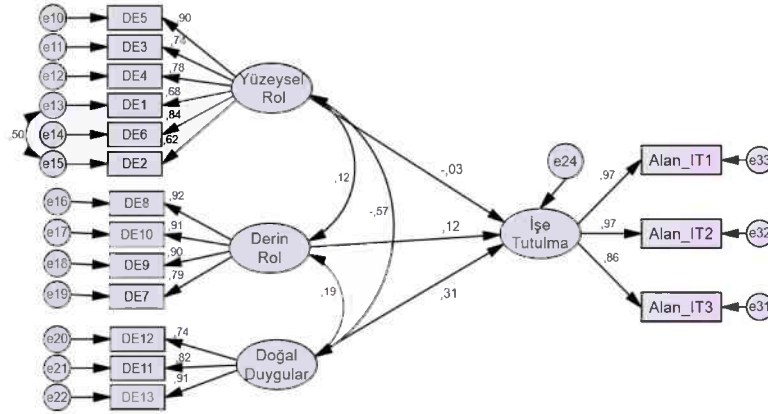 e10 DE5 ,90
e11 DE3 ,74
e12 DE4 ,78
e13 DE1 ,68
e14 DE6 ,84
e15 DE2 ,62
,50
Yüzeysel
Rol
e16 DE8 ,92
e17 DE10 ,91
e18 DE9 ,90
e19 DE7 ,79
Derin
Rol
e20 DE12 ,74
e21 DE11 ,82
e22 DE13 ,91
Doğal
Duygular
,12
-,57
,19
-,03
,12
,31
e24
İşe
Tutulma
,97 Alan_IT1 e33
,97 Alan_IT2 e32
,86 Alan_IT3 e31